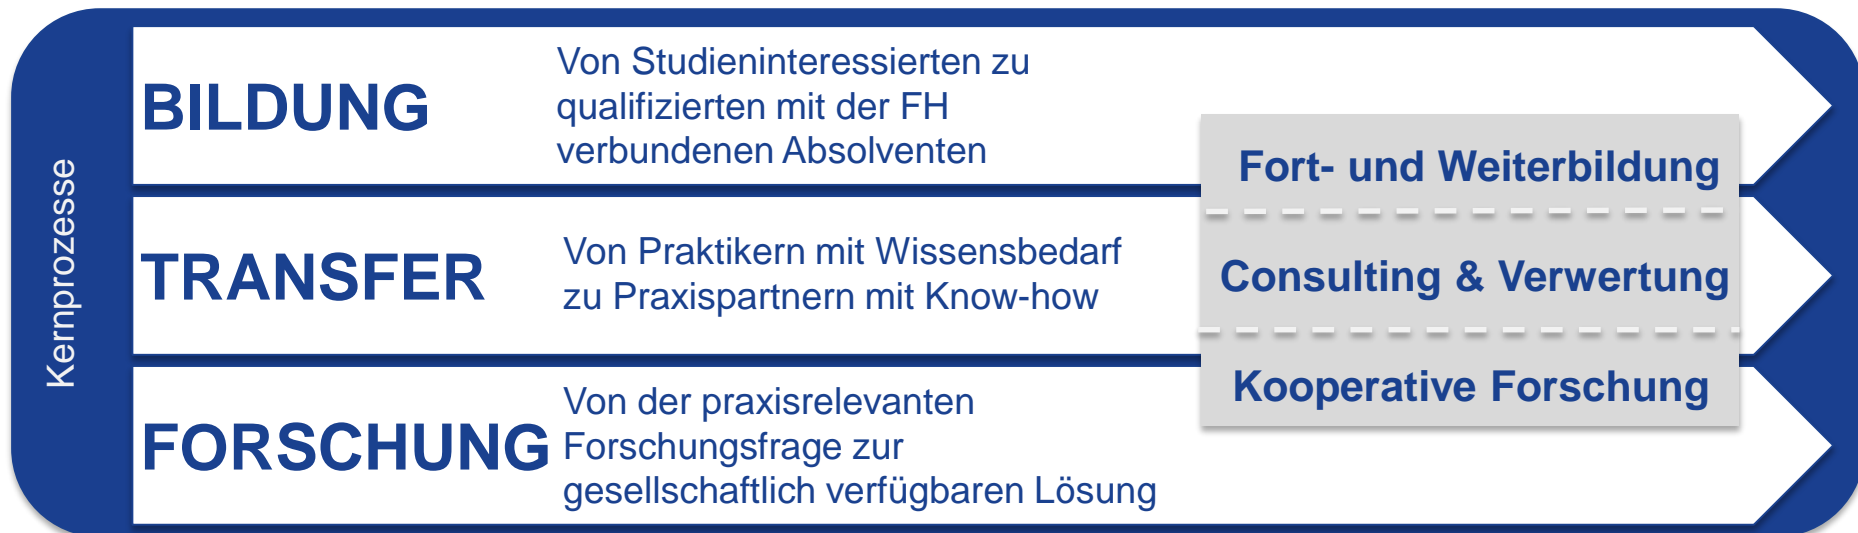 Kernprozesse
BILDUNG
Von Studieninteressierten zu
qualifizierten mit der FH
verbundenen Absolventen
TRANSFER
Von Praktikern mit Wissensbedarf
zu Praxispartnern mit Know-how
FORSCHUNG
Von der praxisrelevanten
Forschungsfrage zur
gesellschaftlich verfügbaren Lösung
Fort- und Weiterbildung
Consulting & Verwertung
Kooperative Forschung